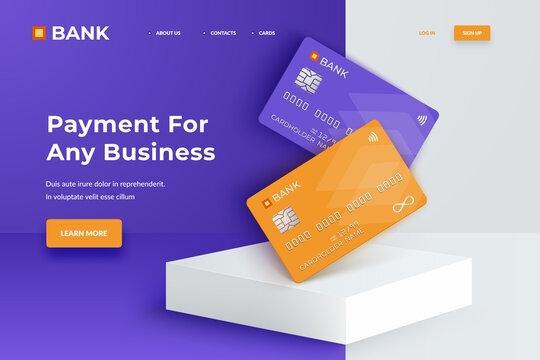 BANK
ABOUT US
CONTACTS
CARDS
LOG IN
SIGN UP
Payment For
Any Business
Duis aute irure dolor in reprehenderit.
In voluptate velit esse cillum
LEARN MORE
BANK
0000 0000 0000 0000
12/99
CARDHOLDER NAME
BANK
0000 0000 0000 0000
12/99
CARDHOLDER NAME